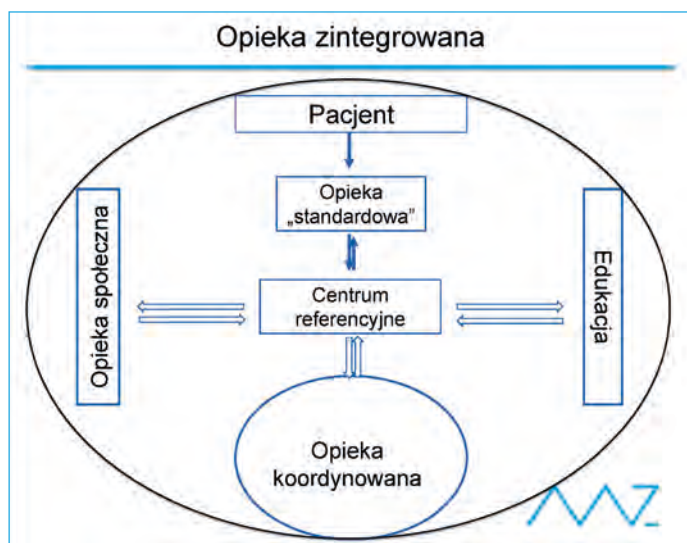 Opieka zintegrowana
Pacjent
Opieka
„standardowa”
Opieka społeczna
Centrum
referencyjne
Edukacja
Opieka
koordynowana